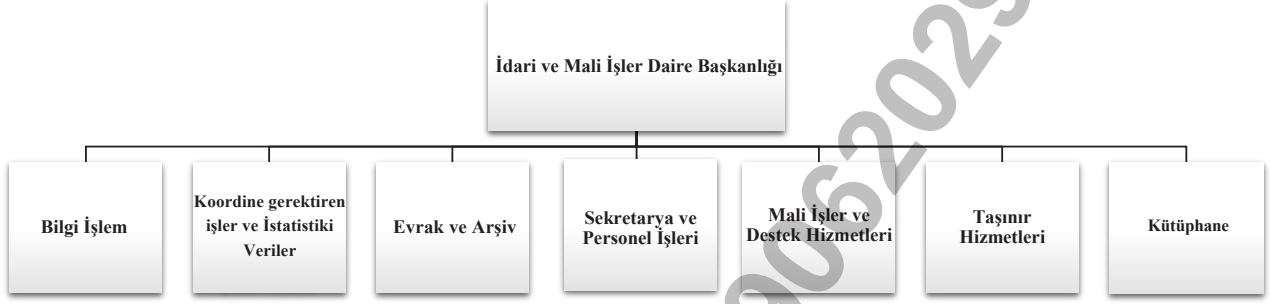 İdari ve Mali İşler Daire Başkanlığı
Bilgi İşlem
Koordine gerektiren
işler ve İstatistiki
Veriler
Evrak ve Arşiv
Sekretarya ve
Personel İşleri
Mali İşler ve
Destek Hizmetleri
Taşınır
Hizmetleri
Kütüphane